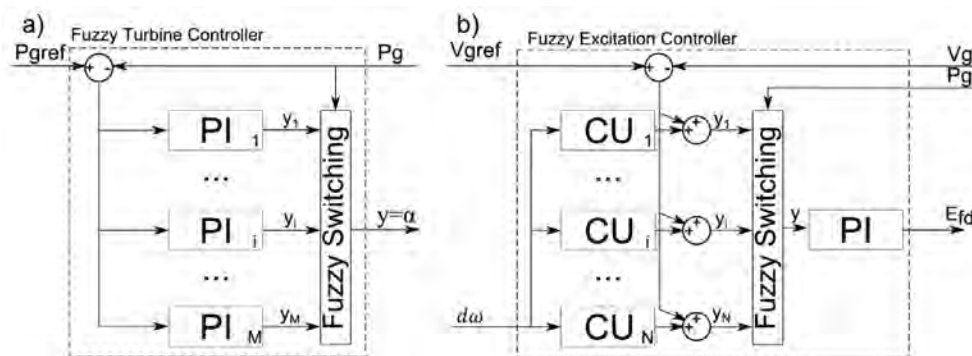 a)
Fuzzy Turbine Controller
Pgref
Pg
+ -
PI 1
y1
...
PI i
yi
...
PI M
yM
Fuzzy Switching
y=α
b)
Fuzzy Excitation Controller
Vgref
Vg
Pg
+ -
CU 1
+ +
y1
...
CU i
+ +
yi
...
dω
CU N
+ +
yN
Fuzzy Switching
y
PI
Efd